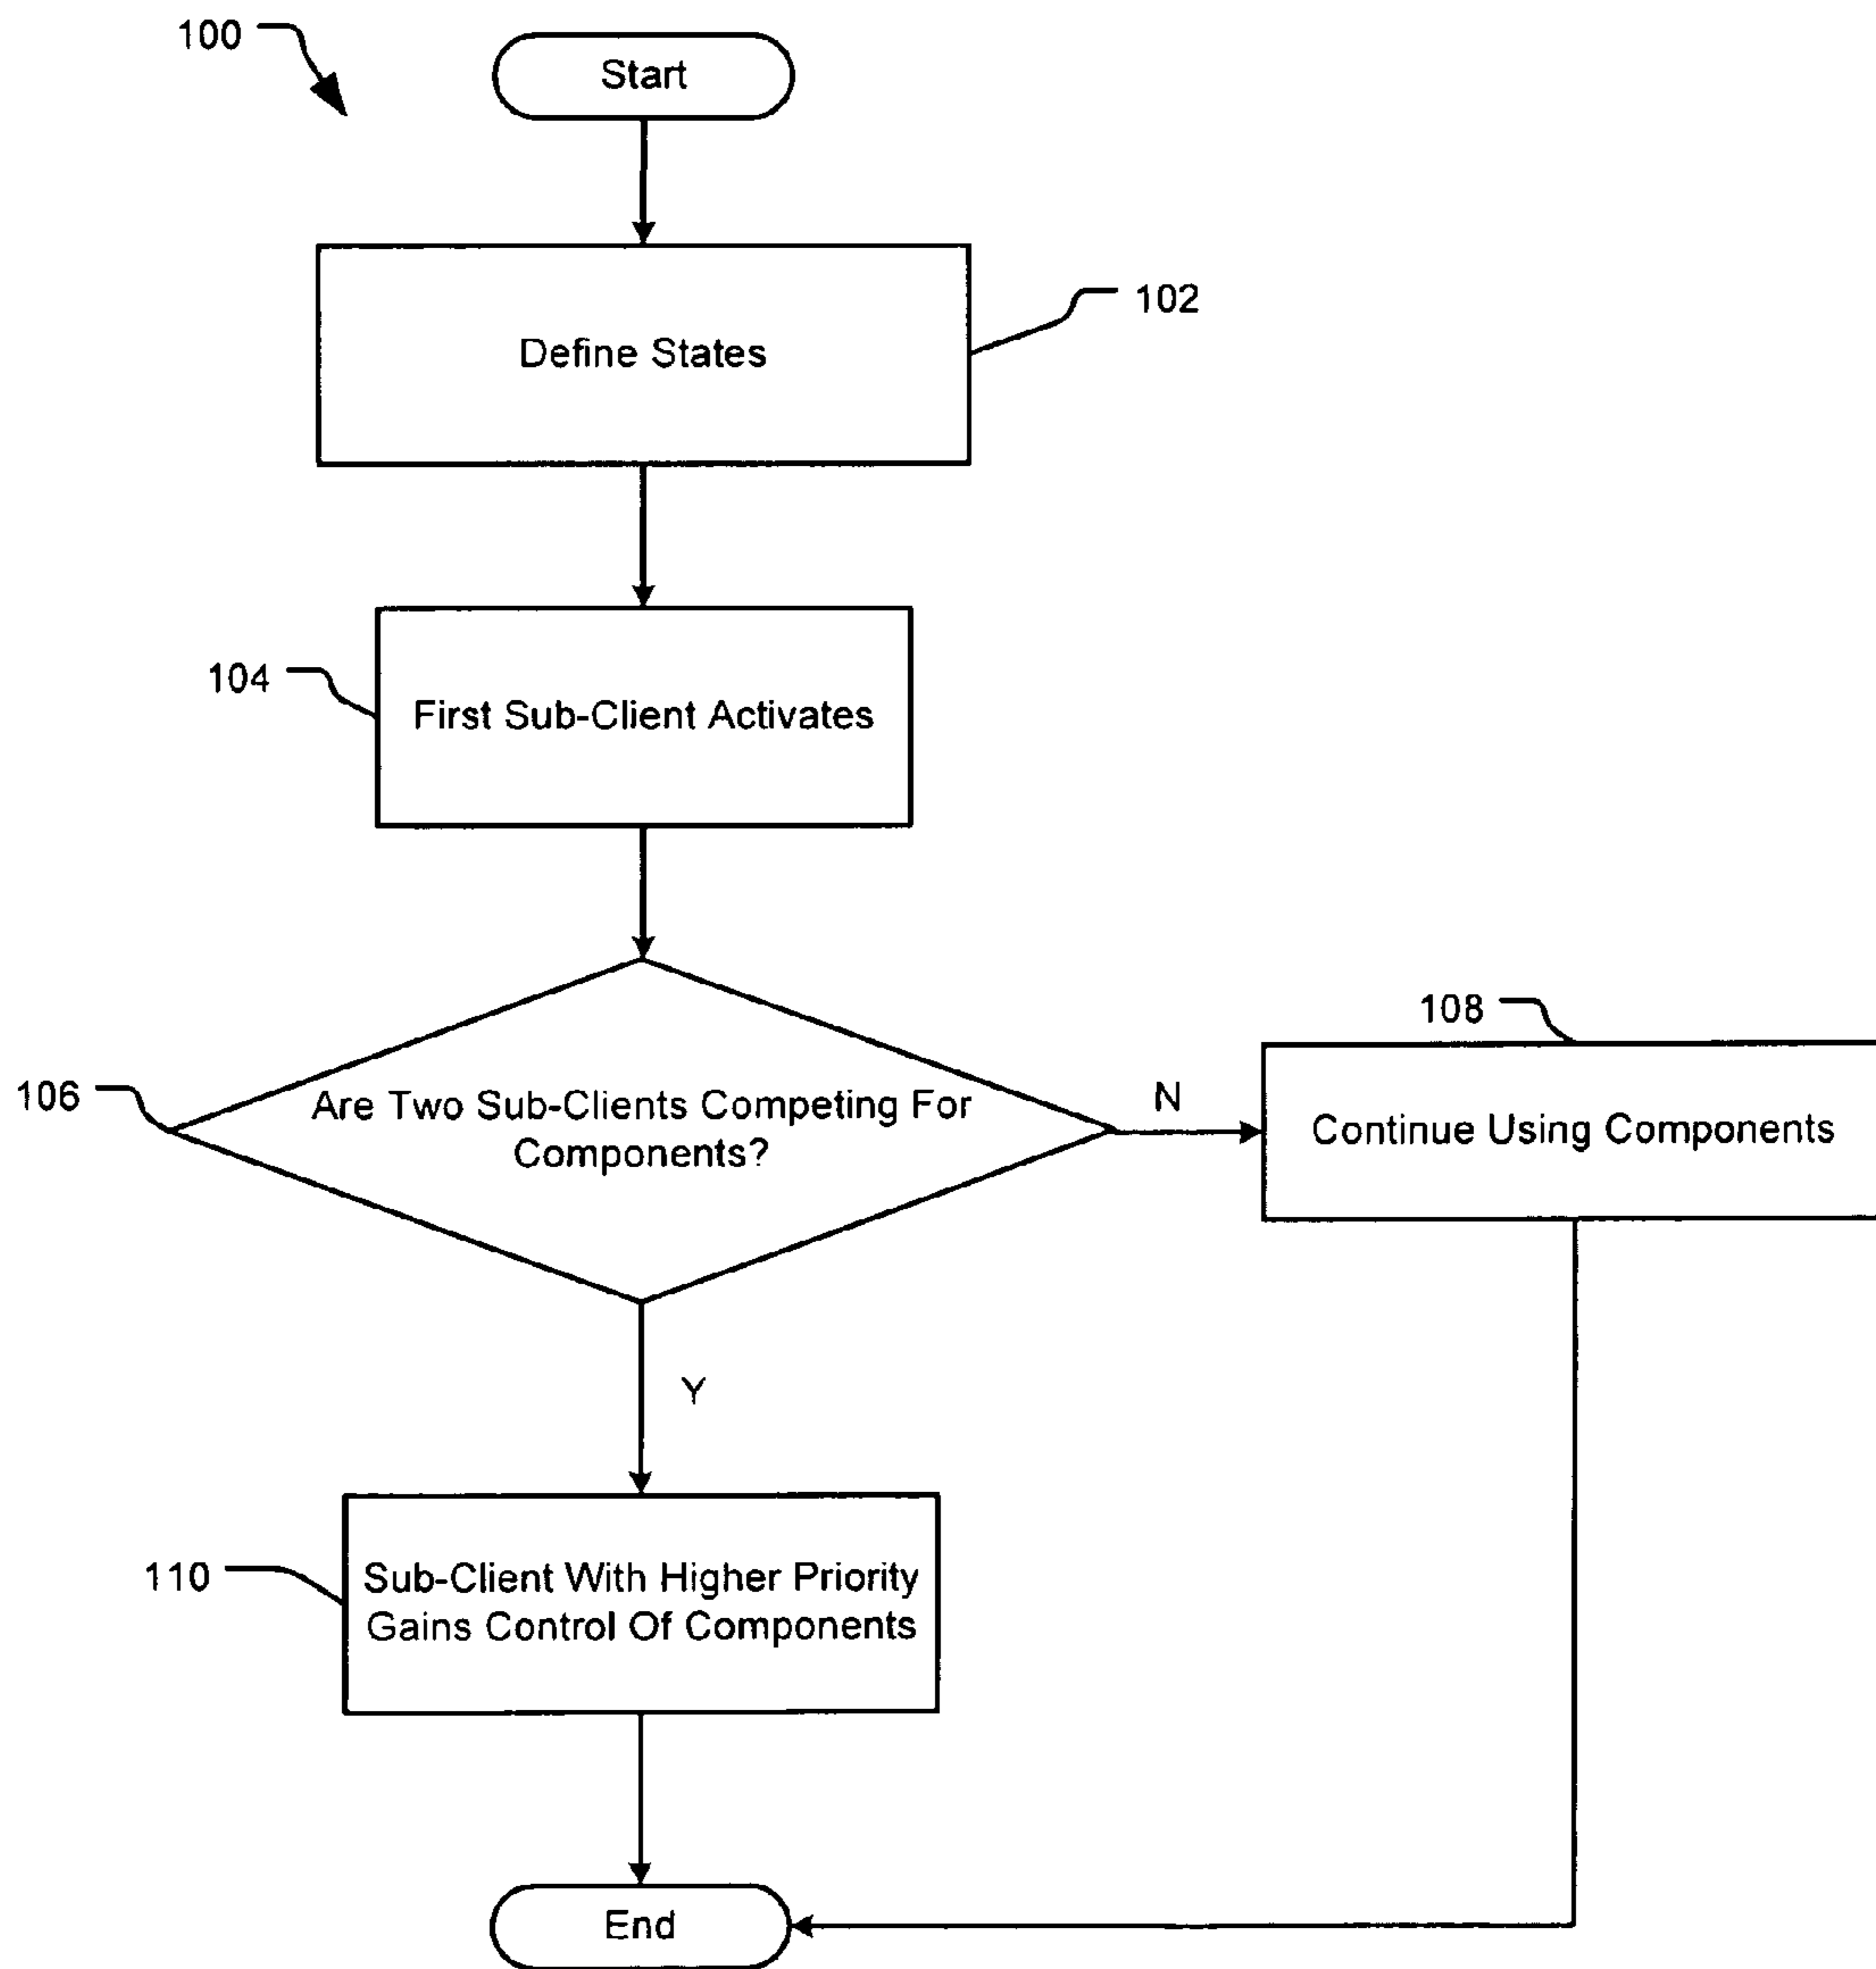 100
Start
102
Define States
104
First Sub-Client Activates
106
Are Two Sub-Clients Competing For
Components?
N
108
Continue Using Components
Y
110
Sub-Client With Higher Priority
Gains Control Of Components
End